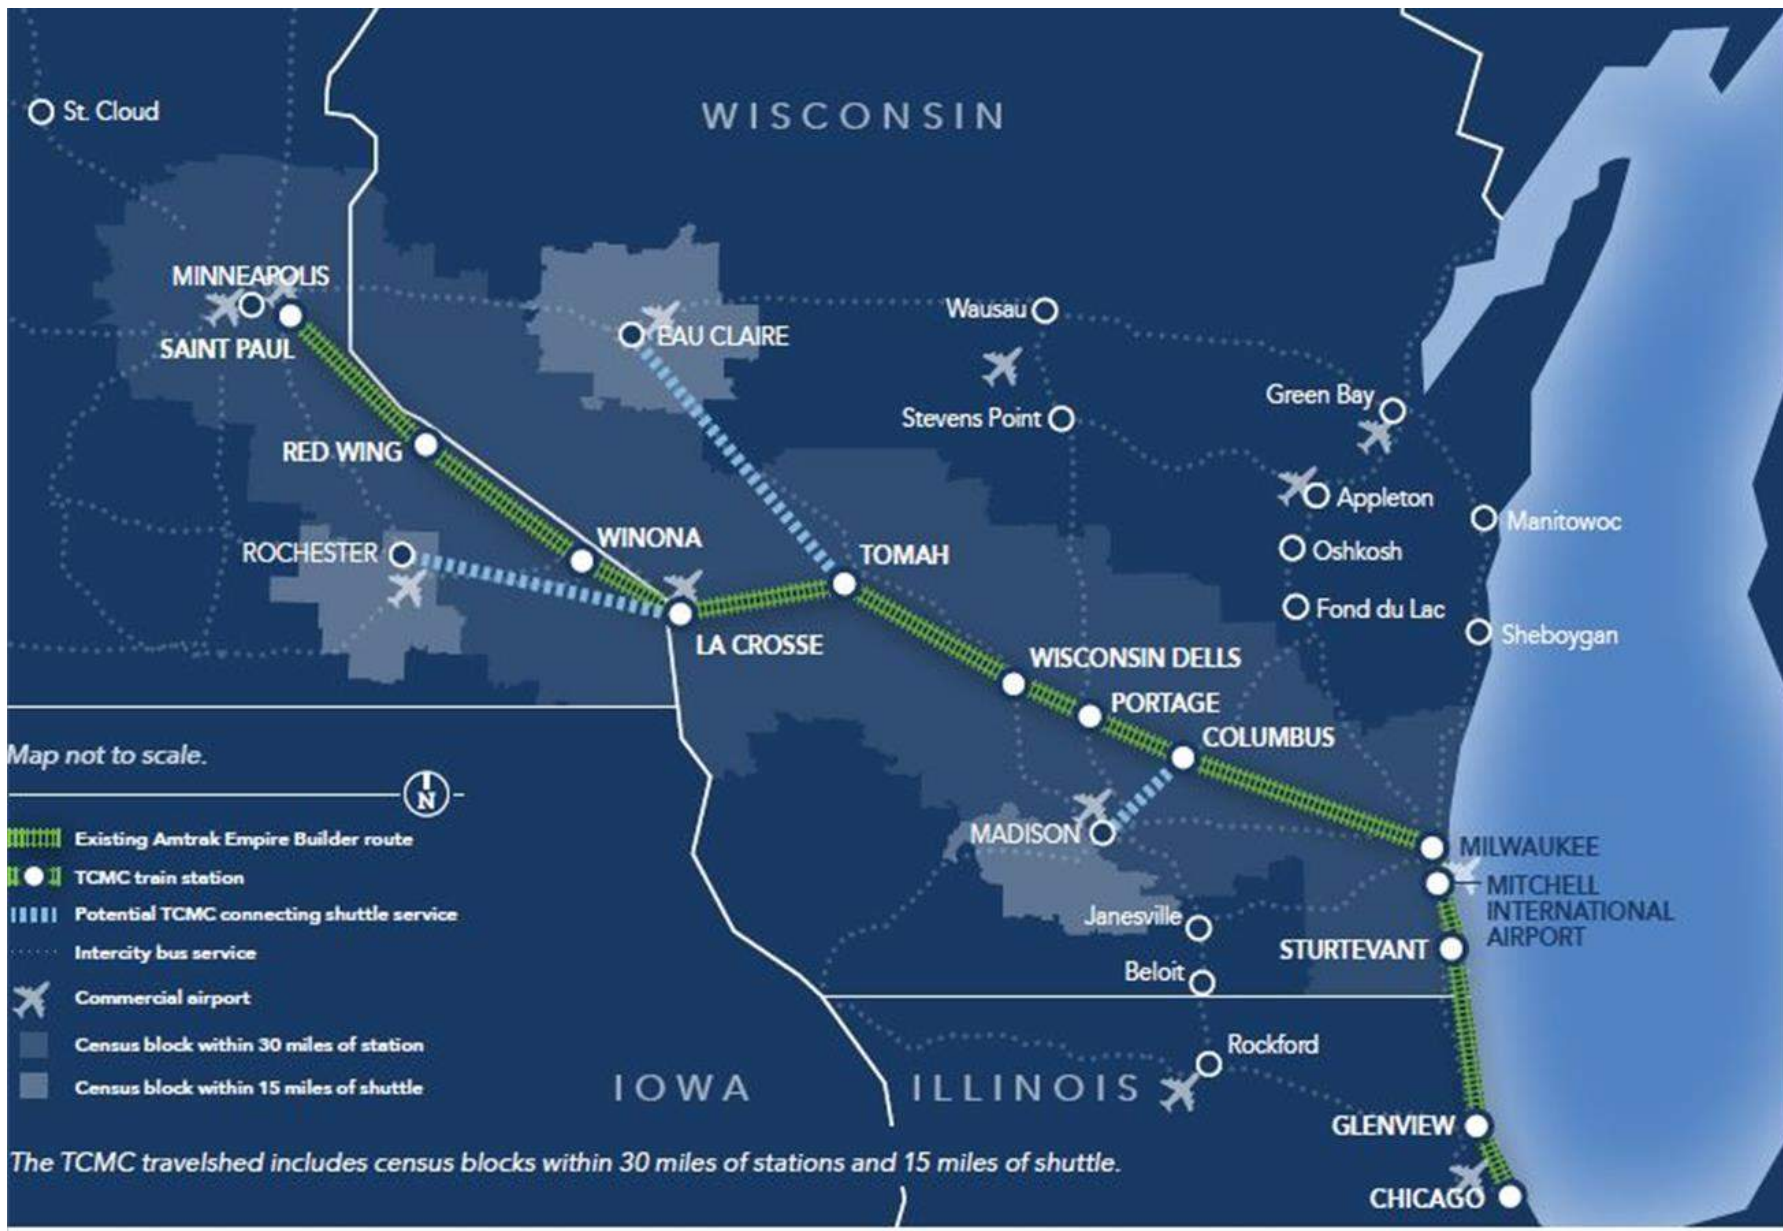 WISCONSIN
St. Cloud
MINNEAPOLIS
SAINT PAUL
EAU CLAIRE
Wausau
Stevens Point
Green Bay
Appleton
Manitowoc
Oshkosh
Fond du Lac
Sheboygan
RED WING
ROCHESTER
WINONA
TOMAH
LA CROSSE
WISCONSIN DELLS
PORTAGE
COLUMBUS
MADISON
MILWAUKEE
MITCHELL
INTERNATIONAL
AIRPORT
Janesville
STURTEVANT
Beloit
Rockford
IOWA
ILLINOIS
GLENVIEW
CHICAGO
Map not to scale.
N
Existing Amtrak Empire Builder route
TCMC train station
Potential TCMC connecting shuttle service
Intercity bus service
Commercial airport
Census block within 30 miles of station
Census block within 15 miles of shuttle
The TCMC travelshed includes census blocks within 30 miles of stations and 15 miles of shuttle.